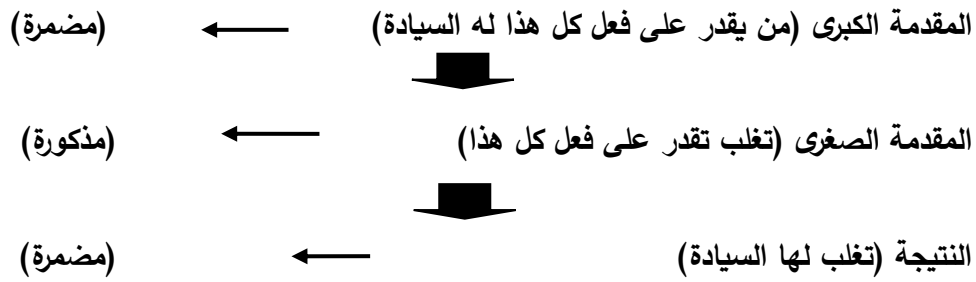 المقدمة الكبرى (من يقدر على فعل كل هذا له السيادة) (مضمرة)
المقدمة الصغرى (تغلب تقدر على فعل كل هذا) (مذكورة)
النتيجة (تغلب لها السيادة) (مضمرة)